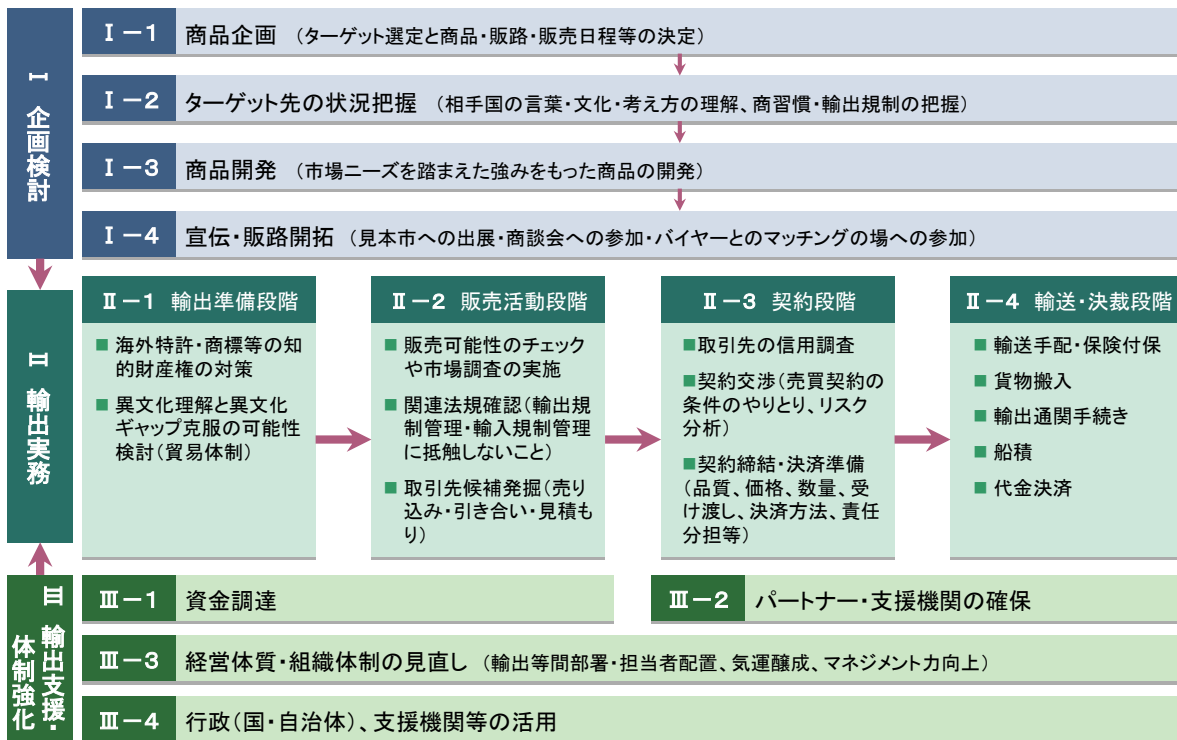 Ⅰ 企画検討
Ⅰ－1 商品企画 （ターゲット選定と商品・販路・販売日程等の決定）
Ⅰ－2 ターゲット先の状況把握 （相手国の言葉・文化・考え方の理解、商習慣・輸出規制の把握）
Ⅰ－3 商品開発 （市場ニーズを踏まえた強みをもった商品の開発）
Ⅰ－4 宣伝・販路開拓 （見本市への出展・商談会への参加・バイヤーとのマッチングの場への参加）
Ⅱ 輸出実務
Ⅱ－1 輸出準備段階
■ 海外特許・商標等の知
的財産権の対策
■ 異文化理解と異文化
ギャップ克服の可能性
検討（貿易体制）
Ⅱ－2 販売活動段階
■ 販売可能性のチェック
や市場調査の実施
■ 関連法規確認（輸出規
制管理・輸入規制管理
に抵触しないこと）
■ 取引先候補発掘（売り
込み・引き合い・見積も
り）
Ⅱ－3 契約段階
■取引先の信用調査
■契約交渉（売買契約の
条件のやりとり、リスク
分析）
■契約締結・決済準備
（品質、価格、数量、受
け渡し、決済方法、責任
分担等）
Ⅱ－4 輸送・決裁段階
■ 輸送手配・保険付保
■ 貨物搬入
■ 輸出通関手続き
■ 船積
■ 代金決済
Ⅲ 輸出支援・
体制強化
Ⅲ－1 資金調達
Ⅲ－2 パートナー・支援機関の確保
Ⅲ－3 経営体質・組織体制の見直し （輸出等間部署・担当者配置、気運醸成、マネジメント力向上）
Ⅲ－4 行政（国・自治体）、支援機関等の活用